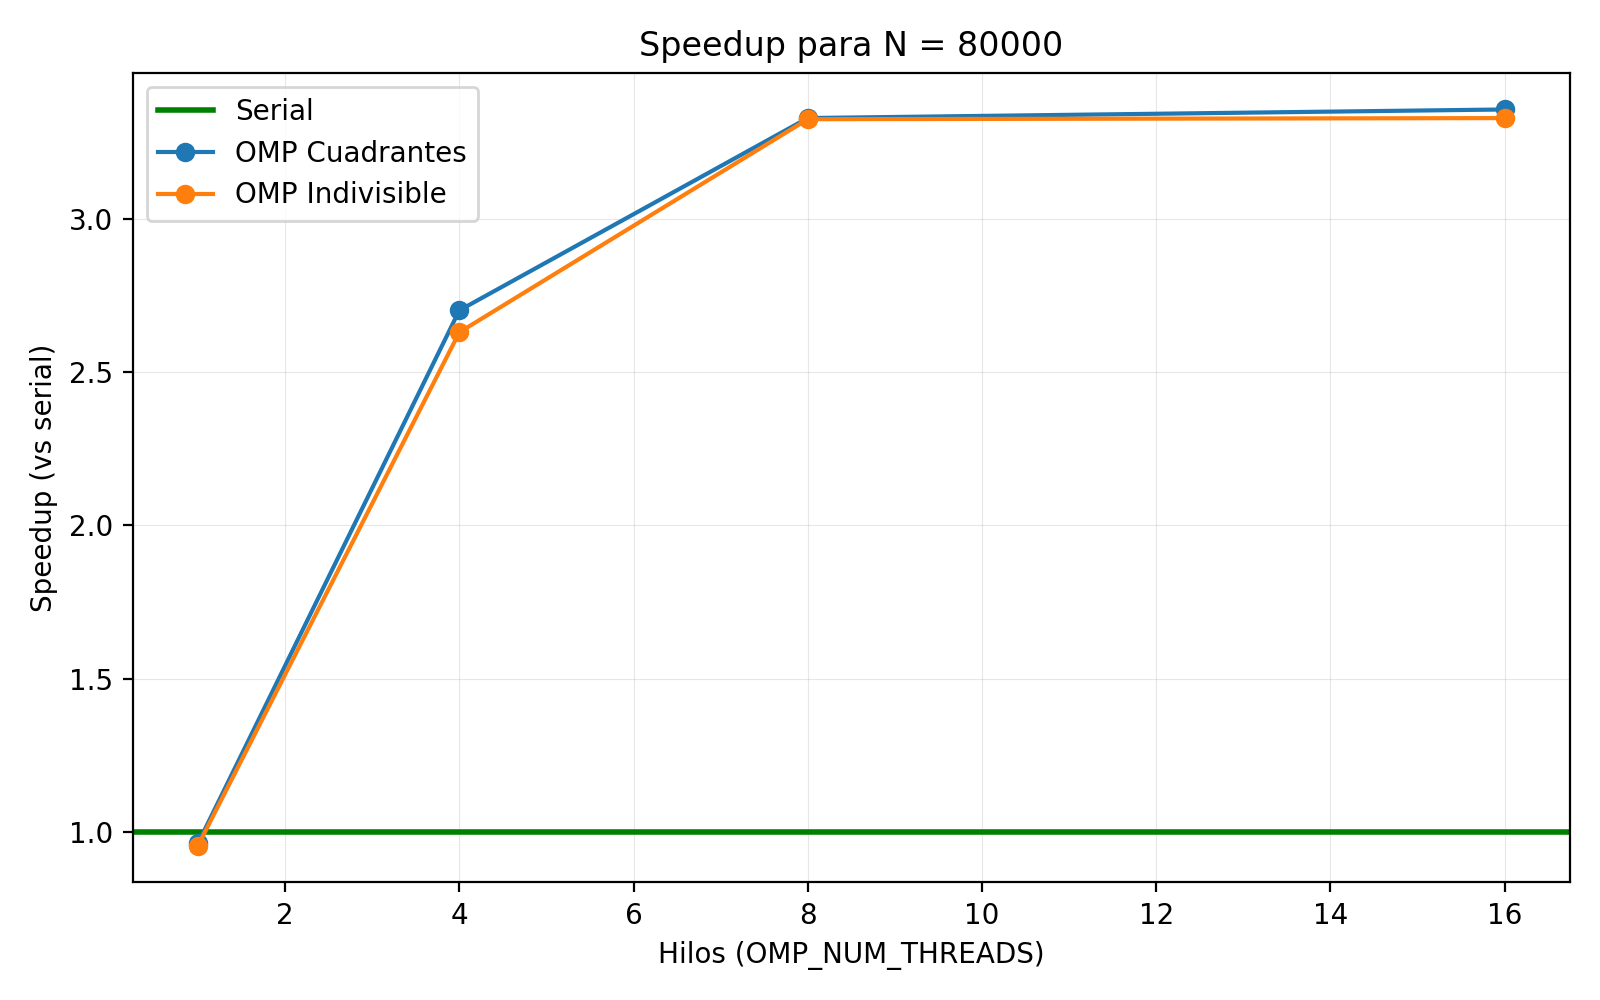 Speedup para N = 80000
Serial
OMP Cuadrantes
OMP Indivisible
Speedup (vs serial)
3.0
2.5
2.0
1.5
1.0
2 4 6 8 10 12 14 16
Hilos (OMP_NUM_THREADS)